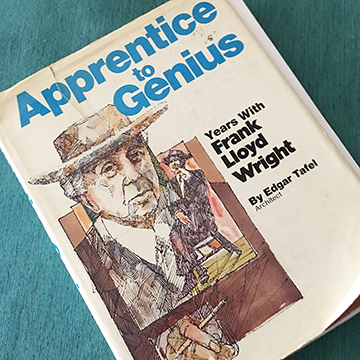 Apprentice
to
Genius
Years With
Frank
Lloyd
Wright
By Edgar Tafel
Architect